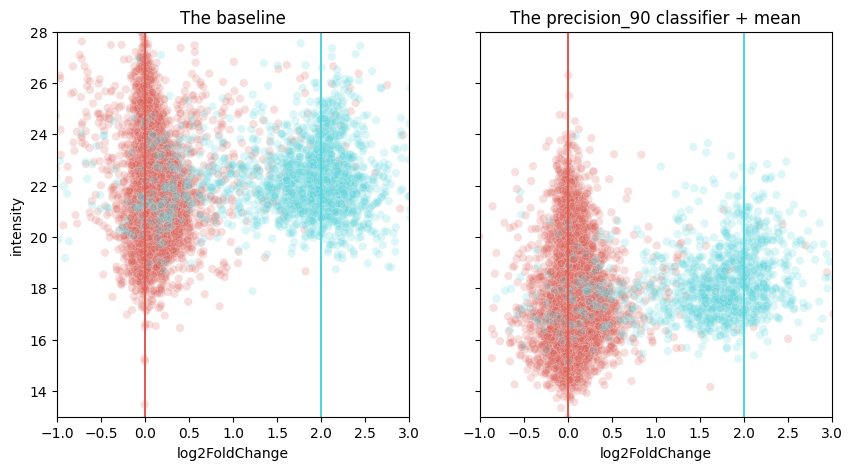 The baseline
The precision_90 classifier + mean
28
26
24
22
20
18
16
14
intensity
−1.0 −0.5 0.0 0.5 1.0 1.5 2.0 2.5 3.0
−1.0 −0.5 0.0 0.5 1.0 1.5 2.0 2.5 3.0
log2FoldChange
log2FoldChange